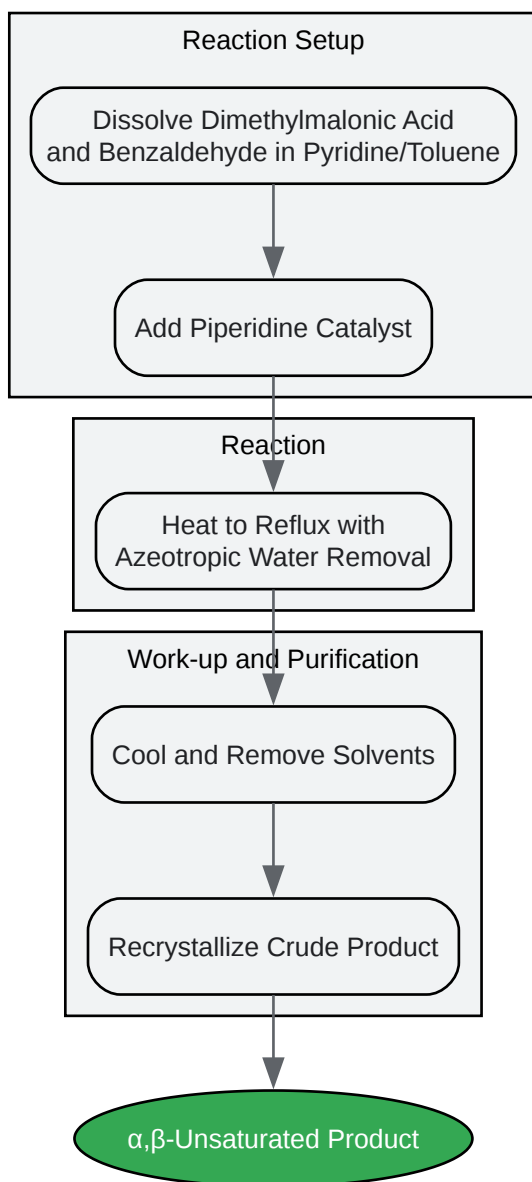 Reaction Setup
Dissolve Dimethylmalonic Acid
and Benzaldehyde in Pyridine/Toluene
Add Piperidine Catalyst
Reaction
Heat to Reflux with
Azeotropic Water Removal
Work-up and Purification
Cool and Remove Solvents
Recrystallize Crude Product
α,β-Unsaturated Product